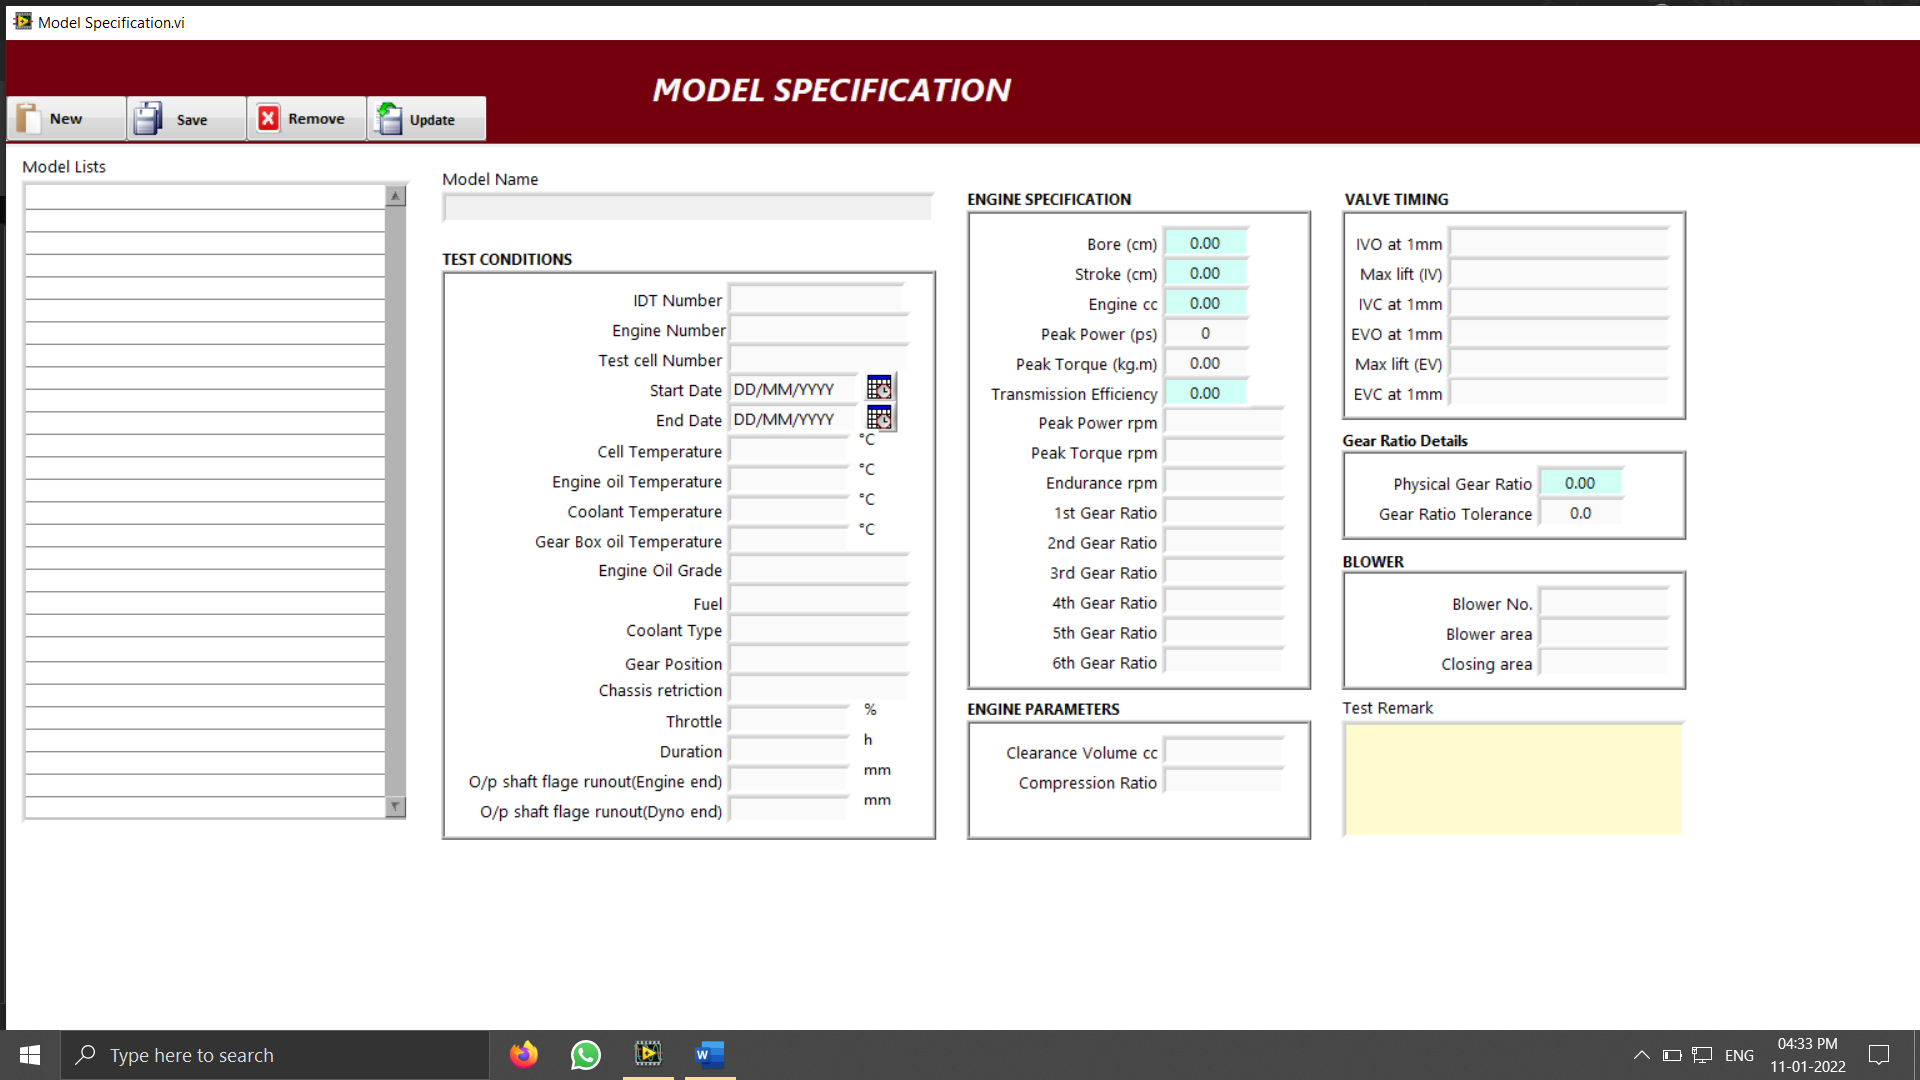 Model Specification.vi
MODEL SPECIFICATION
New
Save
Remove
Update
Model Lists
Model Name
TEST CONDITIONS
IDT Number
Engine Number
Test cell Number
Start Date DD/MM/YYYY
End Date DD/MM/YYYY
Cell Temperature °C
Engine oil Temperature °C
Coolant Temperature °C
Gear Box oil Temperature °C
Engine Oil Grade
Fuel
Coolant Type
Gear Position
Chassis retriction
Throttle %
Duration h
O/p shaft flage runout(Engine end) mm
O/p shaft flage runout(Dyno end) mm
ENGINE SPECIFICATION
Bore (cm) 0.00
Stroke (cm) 0.00
Engine cc 0.00
Peak Power (ps) 0
Peak Torque (kg.m) 0.00
Transmission Efficiency 0.00
Peak Power rpm
Peak Torque rpm
Endurance rpm
1st Gear Ratio
2nd Gear Ratio
3rd Gear Ratio
4th Gear Ratio
5th Gear Ratio
6th Gear Ratio
ENGINE PARAMETERS
Clearance Volume cc
Compression Ratio
VALVE TIMING
IVO at 1mm
Max lift (IV)
IVC at 1mm
EVO at 1mm
Max lift (EV)
EVC at 1mm
Gear Ratio Details
Physical Gear Ratio 0.00
Gear Ratio Tolerance 0.0
BLOWER
Blower No.
Blower area
Closing area
Test Remark
Type here to search
W
ENG
04:33 PM
11-01-2022